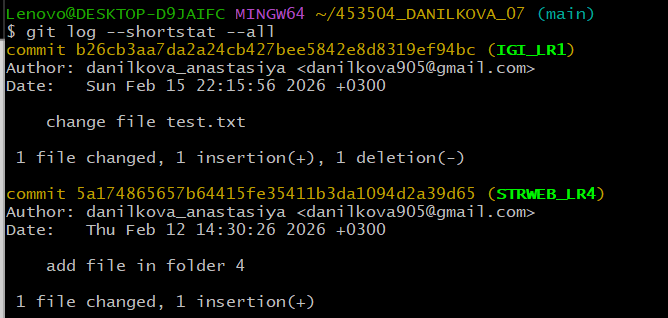 Lenovo@DESKTOP-D9JAIFC MINGW64 ~/453504_DANILKOVA_07 (main)
$ git log --shortstat --all
commit b26cb3aa7da2a24cb427bee5842e8d8319ef94bc (IGI_LR1)
Author: danilkova_anastasiya <danilkova905@gmail.com>
Date:   Sun Feb 15 22:15:56 2026 +0300
    change file test.txt
 1 file changed, 1 insertion(+), 1 deletion(-)
commit 5a174865657b64415fe35411b3da1094d2a39d65 (STRWEB_LR4)
Author: danilkova_anastasiya <danilkova905@gmail.com>
Date:   Thu Feb 12 14:30:26 2026 +0300
    add file in folder 4
 1 file changed, 1 insertion(+)